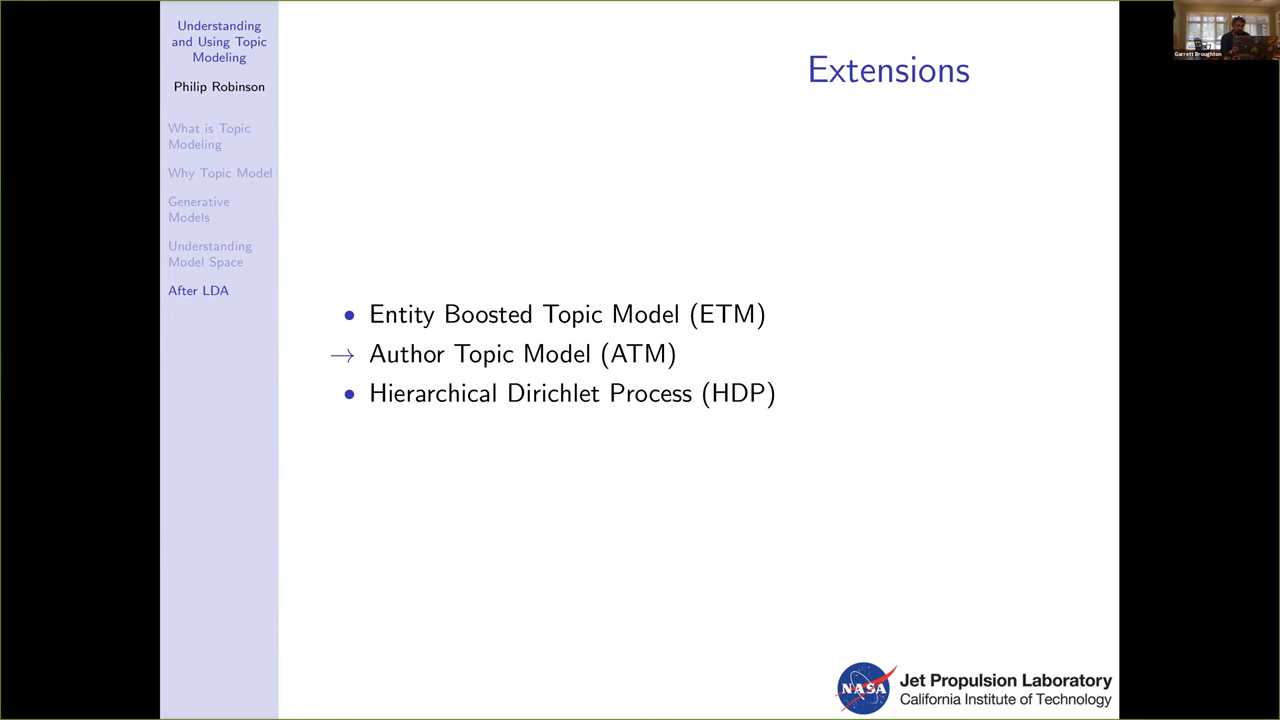 Understanding
and Using Topic
Modeling
Philip Robinson
What is Topic
Modeling
Why Topic Model
Generative
Models
Understanding
Model Space
After LDA
Extensions
• Entity Boosted Topic Model (ETM)
→ Author Topic Model (ATM)
• Hierarchical Dirichlet Process (HDP)
NASA
Jet Propulsion Laboratory
California Institute of Technology
Garrett Broughton